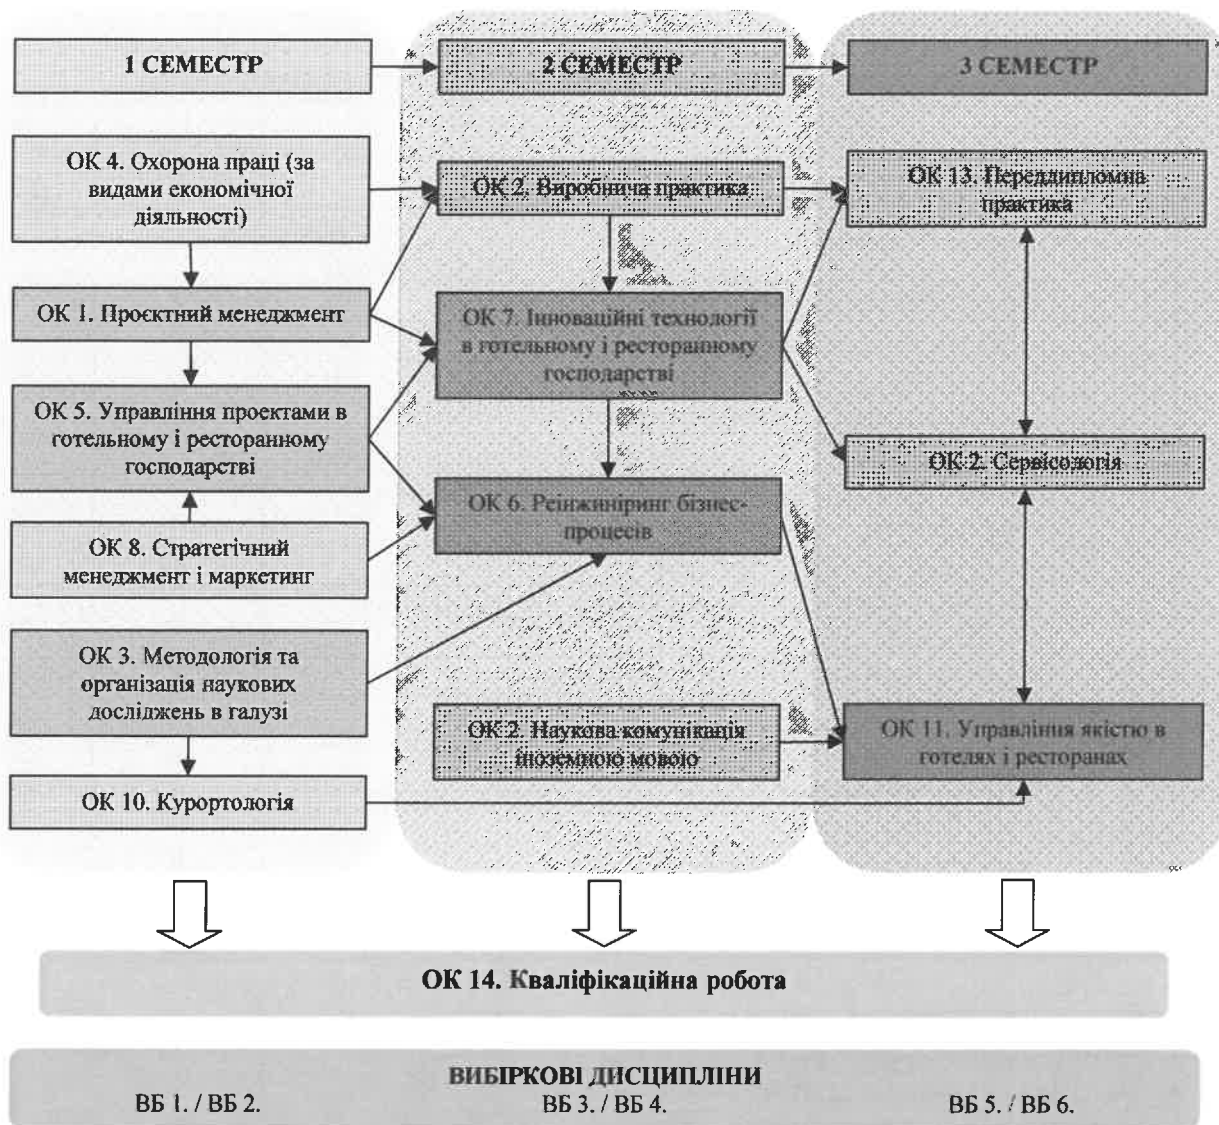 1 СЕМЕСТР
2 СЕМЕСТР
3 СЕМЕСТР
ОК 4. Охорона праці (за
видами економічної
діяльності)
ОК 1. Проєктний менеджмент
ОК 5. Управління проектами в
готельному і ресторанному
господарстві
ОК 8. Стратегічний
менеджмент і маркетинг
ОК 3. Методологія та
організація наукових
досліджень в галузі
ОК 10. Курортологія
ОК 2. Виробнича практика
ОК 7. Інноваційні технології
в готельному і ресторанному
господарстві
ОК 6. Реінжиніринг бізнес-
процесів
ОК 2. Наукова комунікація
іноземною мовою
ОК 13. Переддипломна
практика
ОК 2. Сервісологія
ОК 11. Управління якістю в
готелях і ресторанах
ОК 14. Кваліфікаційна робота
ВИБІРКОВІ ДИСЦИПЛІНИ
ВБ 1. / ВБ 2.
ВБ 3. / ВБ 4.
ВБ 5. / ВБ 6.